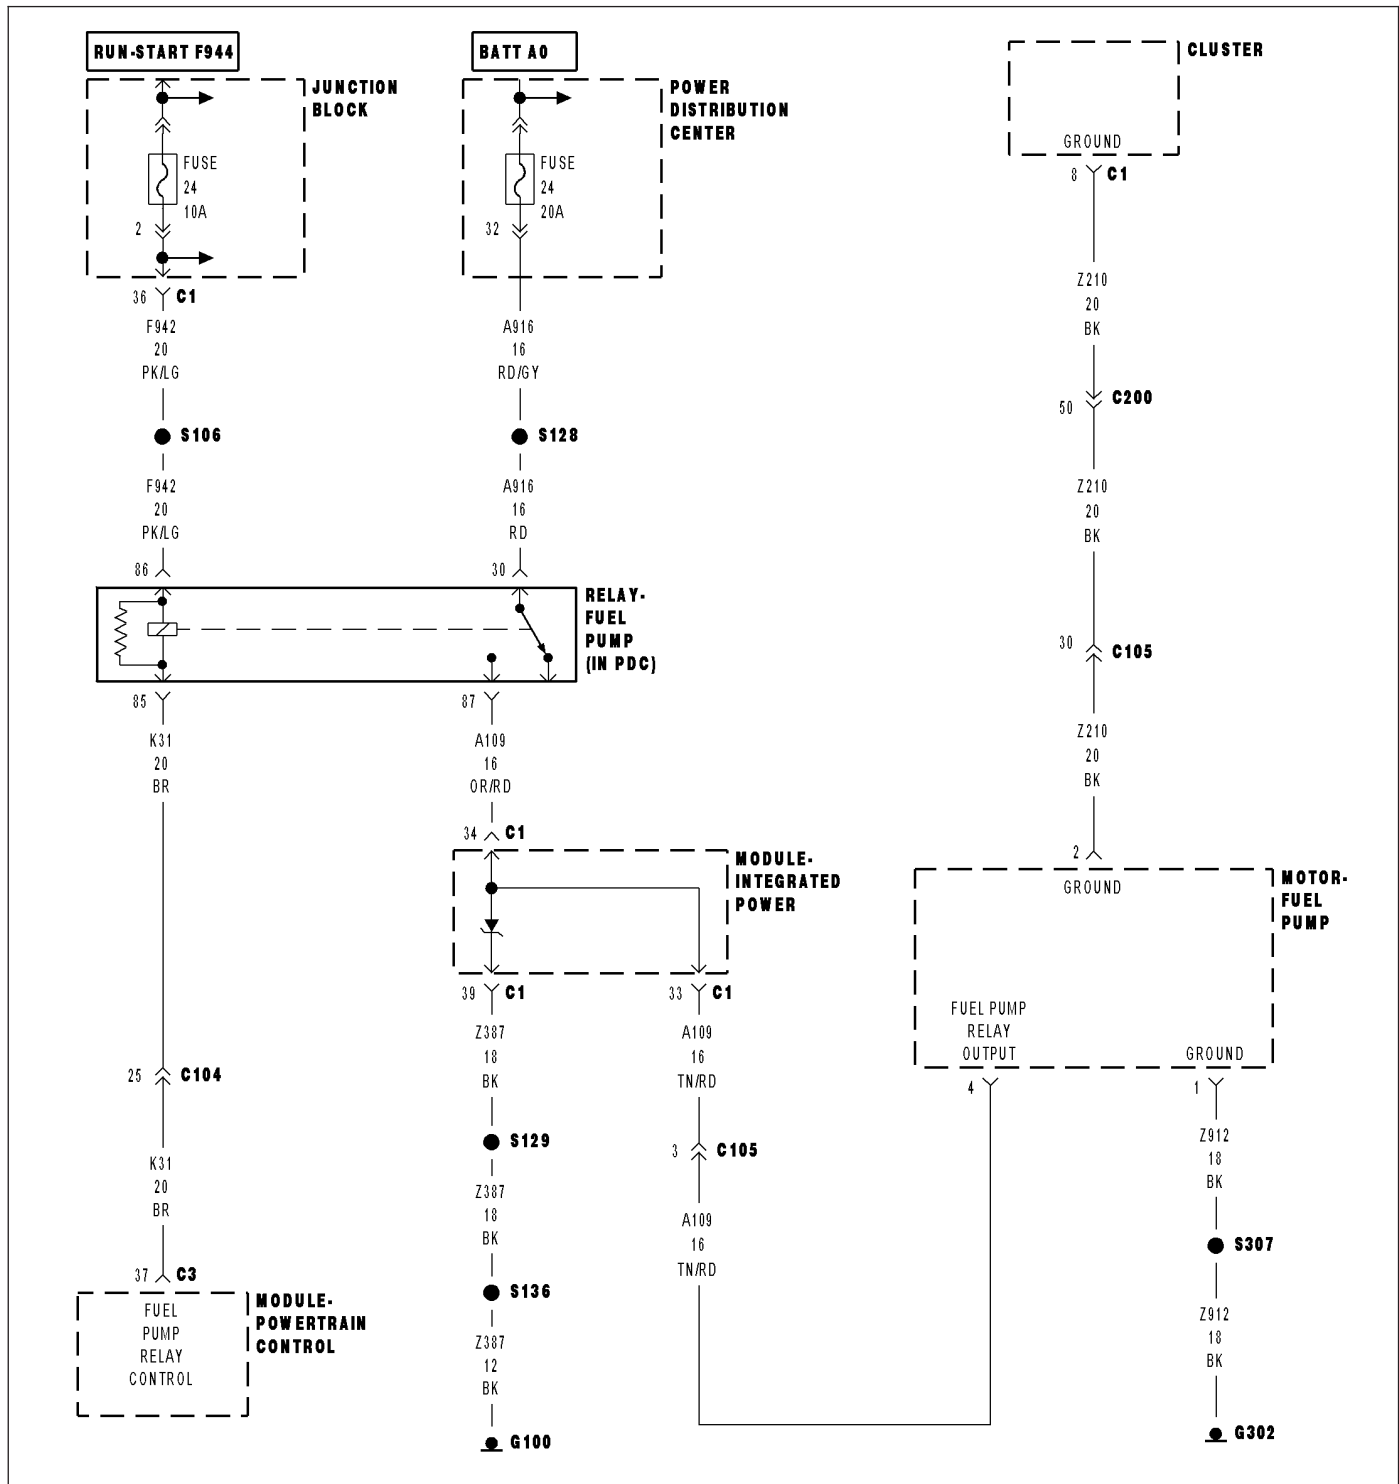 RUN-START F944
JUNCTION
BLOCK
FUSE
24
10A
2
36
C1
F942
20
PK/LG
S106
F942
20
PK/LG
86
BATT A0
POWER
DISTRIBUTION
CENTER
FUSE
24
20A
32
A916
16
RD/GY
S128
A916
16
RD
30
RELAY-
FUEL
PUMP
(IN PDC)
85
K31
20
BR
25
C104
K31
20
BR
37
C3
FUEL
PUMP
RELAY
CONTROL
MODULE-
POWERTRAIN
CONTROL
87
A109
16
OR/RD
34
C1
MODULE-
INTEGRATED
POWER
39
C1
Z387
18
BK
S129
Z387
18
BK
S136
Z387
12
BK
G100
33
C1
A109
16
TN/RD
3
C105
A109
16
TN/RD
CLUSTER
GROUND
8
C1
Z210
20
BK
50
C200
Z210
20
BK
30
C105
Z210
20
BK
2
GROUND
MOTOR-
FUEL
PUMP
FUEL PUMP
RELAY
OUTPUT
4
GROUND
1
Z912
18
BK
S307
Z912
18
BK
G302